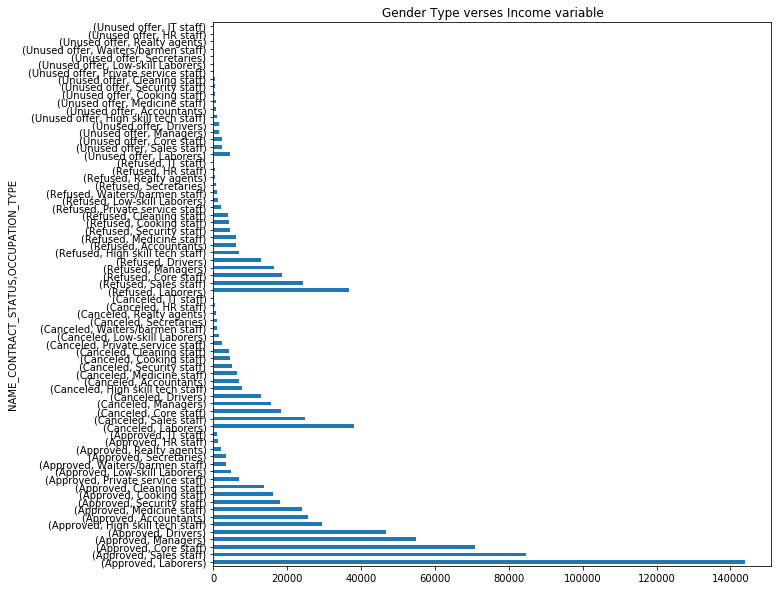 Gender Type verses Income variable
NAME_CONTRACT_STATUS,OCCUPATION_TYPE
(Unused offer, IT staff)
(Unused offer, HR staff)
(Unused offer, Realty agents)
(Unused offer, Waiters/barmen staff)
(Unused offer, Secretaries)
(Unused offer, Low-skill Laborers)
(Unused offer, Private service staff)
(Unused offer, Cleaning staff)
(Unused offer, Security staff)
(Unused offer, Cooking staff)
(Unused offer, Medicine staff)
(Unused offer, Accountants)
(Unused offer, High skill tech staff)
(Unused offer, Drivers)
(Unused offer, Managers)
(Unused offer, Core staff)
(Unused offer, Sales staff)
(Unused offer, Laborers)
(Refused, IT staff)
(Refused, HR staff)
(Refused, Realty agents)
(Refused, Secretaries)
(Refused, Waiters/barmen staff)
(Refused, Low-skill Laborers)
(Refused, Private service staff)
(Refused, Cleaning staff)
(Refused, Cooking staff)
(Refused, Security staff)
(Refused, Medicine staff)
(Refused, Accountants)
(Refused, High skill tech staff)
(Refused, Drivers)
(Refused, Managers)
(Refused, Core staff)
(Refused, Sales staff)
(Refused, Laborers)
(Canceled, IT staff)
(Canceled, HR staff)
(Canceled, Realty agents)
(Canceled, Secretaries)
(Canceled, Waiters/barmen staff)
(Canceled, Low-skill Laborers)
(Canceled, Private service staff)
(Canceled, Cleaning staff)
(Canceled, Cooking staff)
(Canceled, Security staff)
(Canceled, Medicine staff)
(Canceled, Accountants)
(Canceled, High skill tech staff)
(Canceled, Drivers)
(Canceled, Managers)
(Canceled, Core staff)
(Canceled, Sales staff)
(Canceled, Laborers)
(Approved, IT staff)
(Approved, HR staff)
(Approved, Realty agents)
(Approved, Secretaries)
(Approved, Waiters/barmen staff)
(Approved, Low-skill Laborers)
(Approved, Private service staff)
(Approved, Cleaning staff)
(Approved, Cooking staff)
(Approved, Security staff)
(Approved, Medicine staff)
(Approved, Accountants)
(Approved, High skill tech staff)
(Approved, Drivers)
(Approved, Managers)
(Approved, Core staff)
(Approved, Sales staff)
(Approved, Laborers)
0 20000 40000 60000 80000 100000 120000 140000